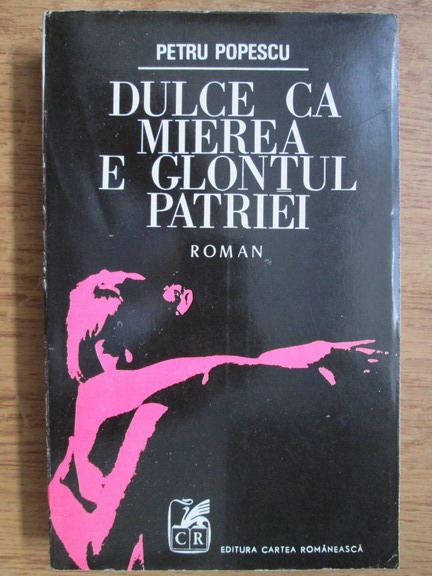 PETRU POPESCU
DULCE CA
MIEREA
E GLONȚUL
PATRIEI
ROMAN
CR
EDITURA CARTEA ROMÂNEASCĂ